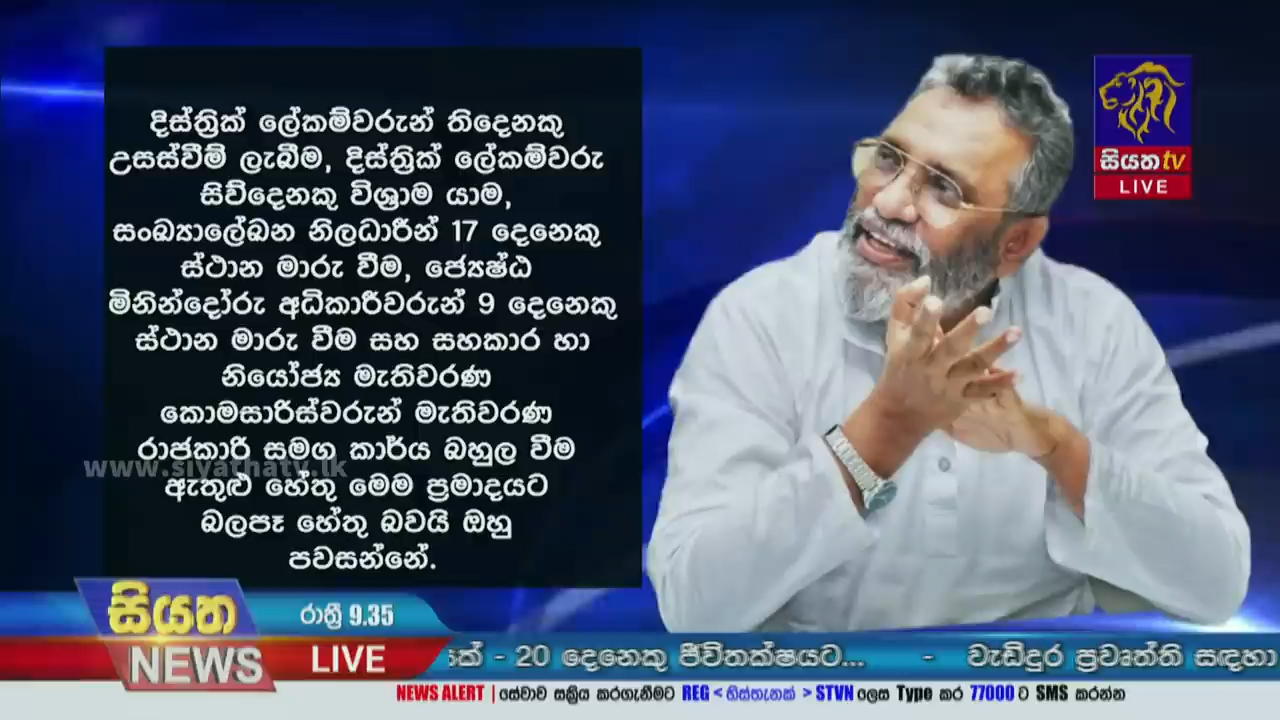 දිස්ත්‍රික් ලේකම්වරුන් තිදෙනකු
උසස්වීම් ලැබීම, දිස්ත්‍රික් ලේකම්වරු
සිව්දෙනකු විශ්‍රාම යාම,
සංඛ්‍යාලේඛන නිලධාරීන් 17 දෙනෙකු
ස්ථාන මාරු වීම, ජ්‍යෙෂ්ඨ
මිනින්දෝරු අධිකාරීවරුන් 9 දෙනෙකු
ස්ථාන මාරු වීම සහ සහකාර හා
නියෝජ්‍ය මැතිවරණ
කොමසාරිස්වරුන් මැතිවරණ
රාජකාරි සමග කාර්ය බහුල වීම
ඇතුළු හේතු මෙම ප්‍රමාදයට
බලපෑ හේතු බවයි ඔහු
පවසන්නේ.
www.siyathatv.lk
සියත tv
LIVE
සියත
NEWS
රාත්‍රී 9.35
LIVE
සක් - 20 දෙනෙකු ජීවිතක්ෂයට... - වැඩිදුර ප්‍රවෘත්ති සඳහා
NEWS ALERT | සේවාව සක්‍රිය කරගැනීමට REG < හිස්තැනක් > STVN ලෙස Type කර 77000 ට SMS කරන්න